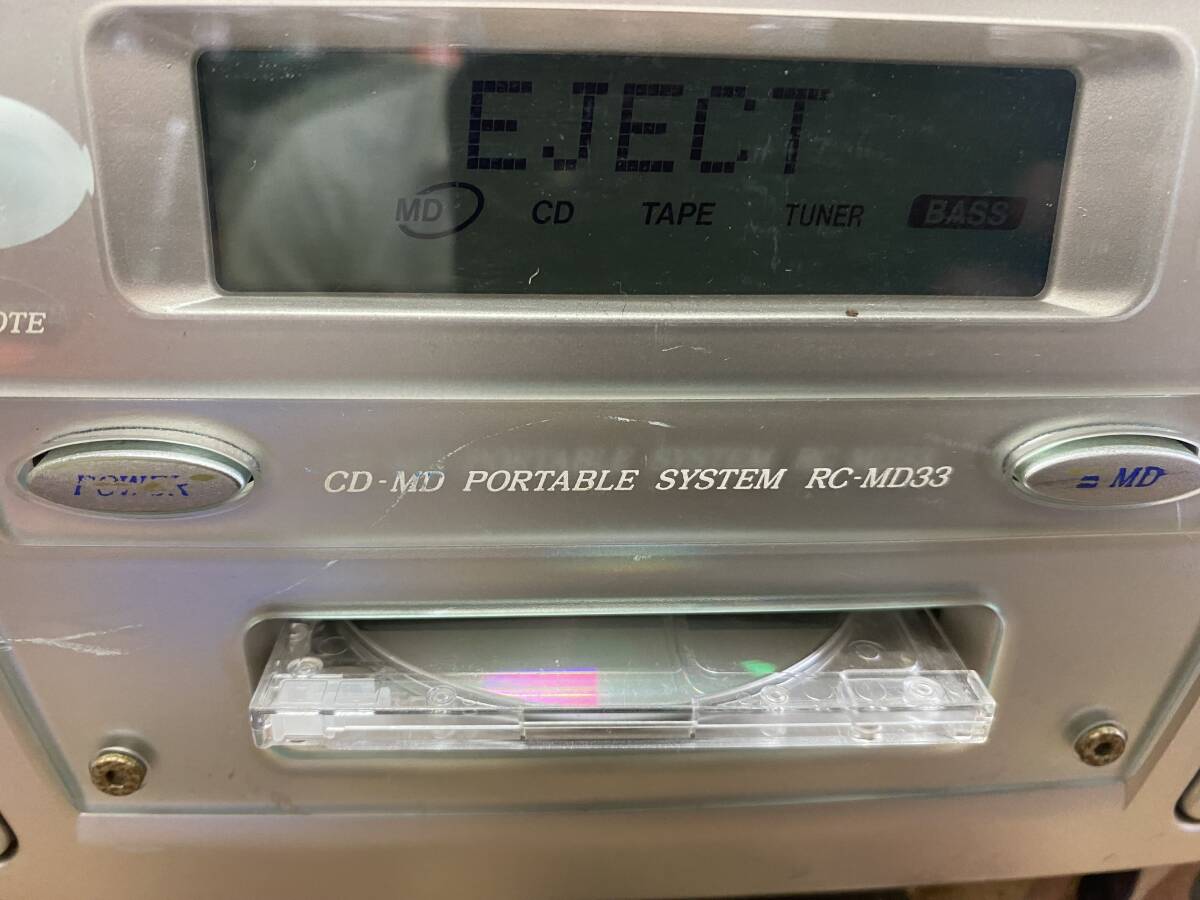 EJECT
MD CD TAPE TUNER BASS
OTE
POWER
CD-MD PORTABLE SYSTEM RC-MD33
MD